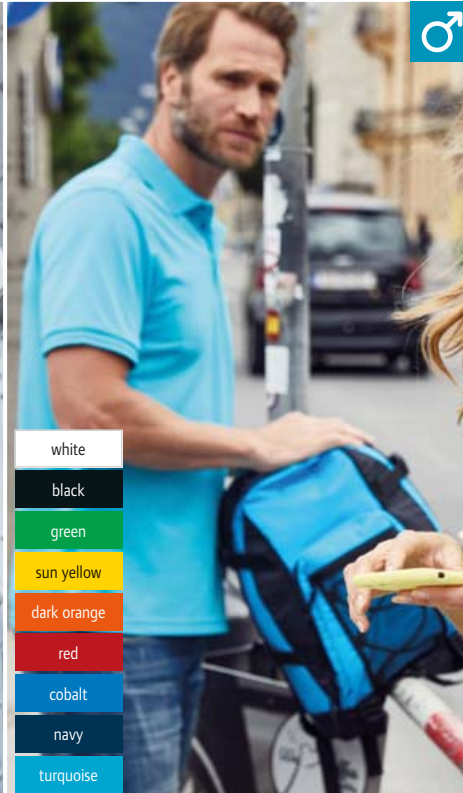 white
black
green
sun yellow
dark orange
red
cobalt
navy
turquoise